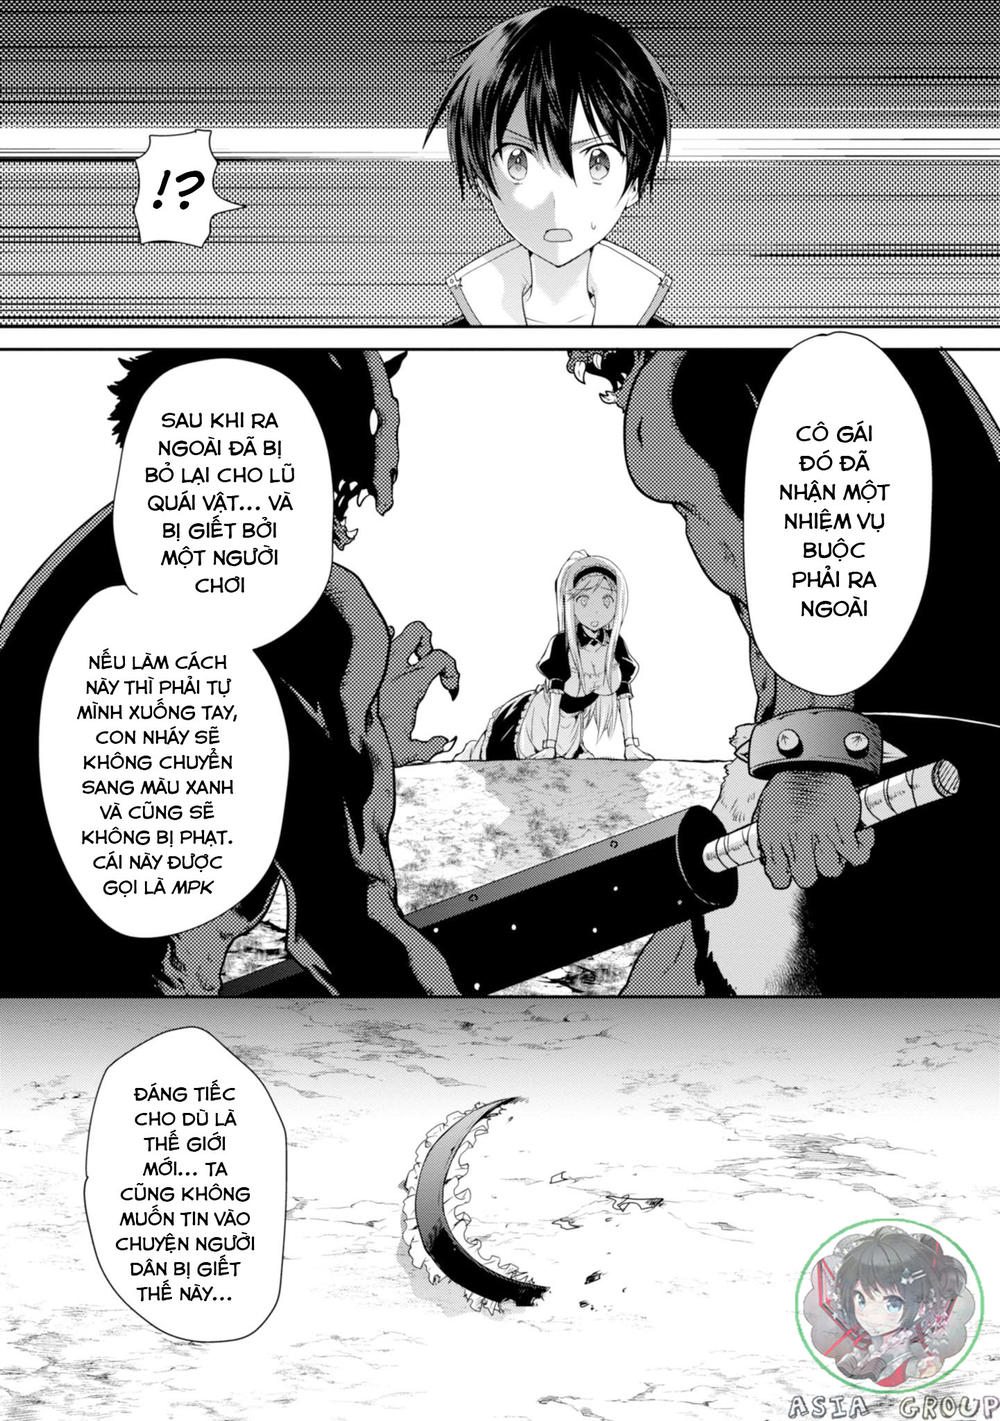 !?
CÔ GÁI
ĐÓ ĐÃ
NHẬN MỘT
NHIỆM VỤ
BUỘC
PHẢI RA
NGOÀI
SAU KHI RA
NGOÀI ĐÃ BỊ
BỎ LẠI CHO LŨ
QUÁI VẬT... VÀ
BỊ GIẾT BỞI
MỘT NGƯỜI
CHƠI
NẾU LÀM CÁCH
NÀY THÌ PHẢI TỰ
MÌNH XUỐNG TAY,
CON NHÁY SẼ
KHÔNG CHUYỂN
SANG MÀU XANH
VÀ CŨNG SẼ
KHÔNG BỊ PHẠT.
CÁI NÀY ĐƯỢC
GỌI LÀ MPK
ĐÁNG TIẾC
CHO DÙ LÀ
THẾ GIỚI
MỚI... TA
CŨNG KHÔNG
MUỐN TIN VÀO
CHUYỆN NGƯỜI
DÂN BỊ GIẾT
THẾ NÀY...
ASIA GROUP